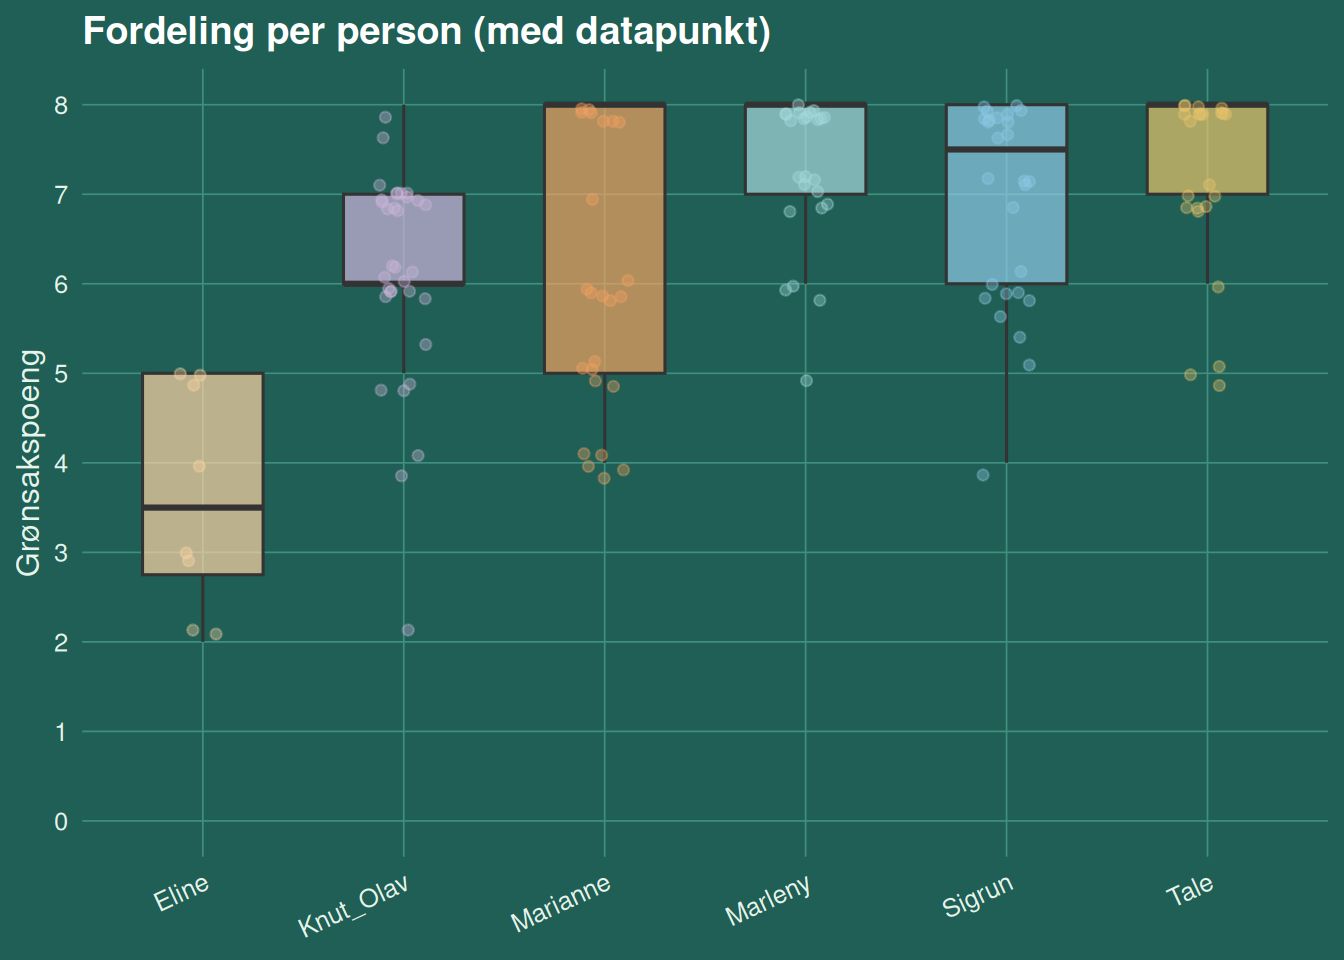 Fordeling per person (med datapunkt)
Grønsakspoeng
8
7
6
5
4
3
2
1
0
Eline
Knut_Olav
Marianne
Marleny
Sigrun
Tale